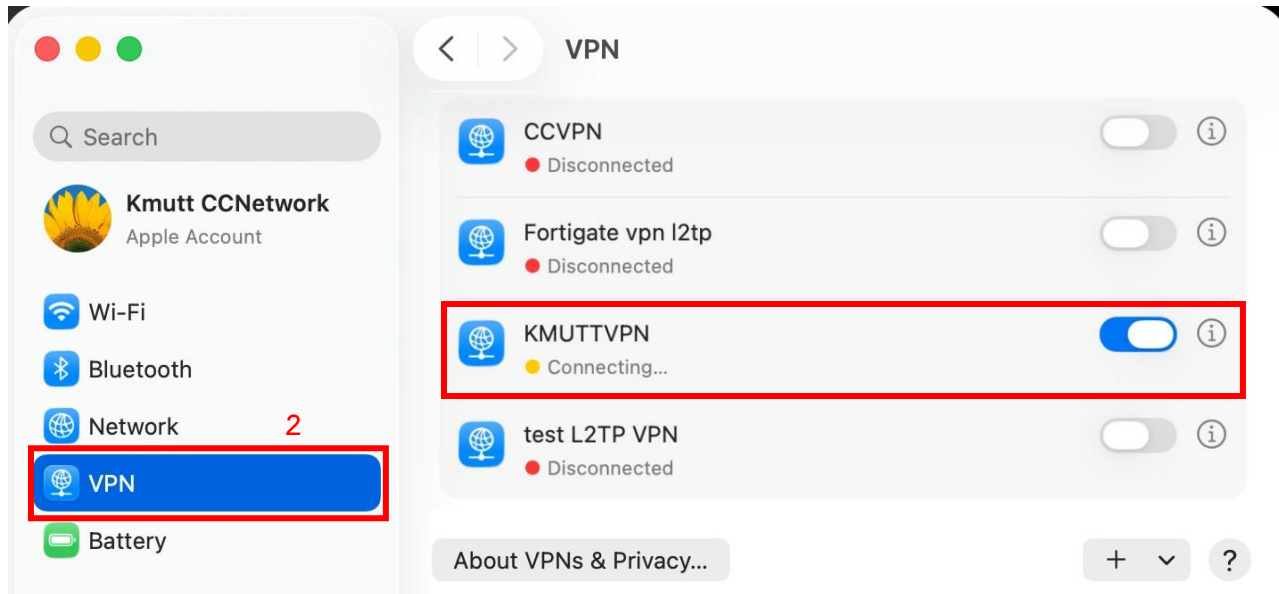 VPN
Search
Kmutt CCNetwork
Apple Account
Wi-Fi
Bluetooth
Network
2
VPN
Battery
CCVPN
Disconnected
Fortigate vpn l2tp
Disconnected
KMUTTVPN
Connecting...
test L2TP VPN
Disconnected
About VPNs & Privacy...
+
?